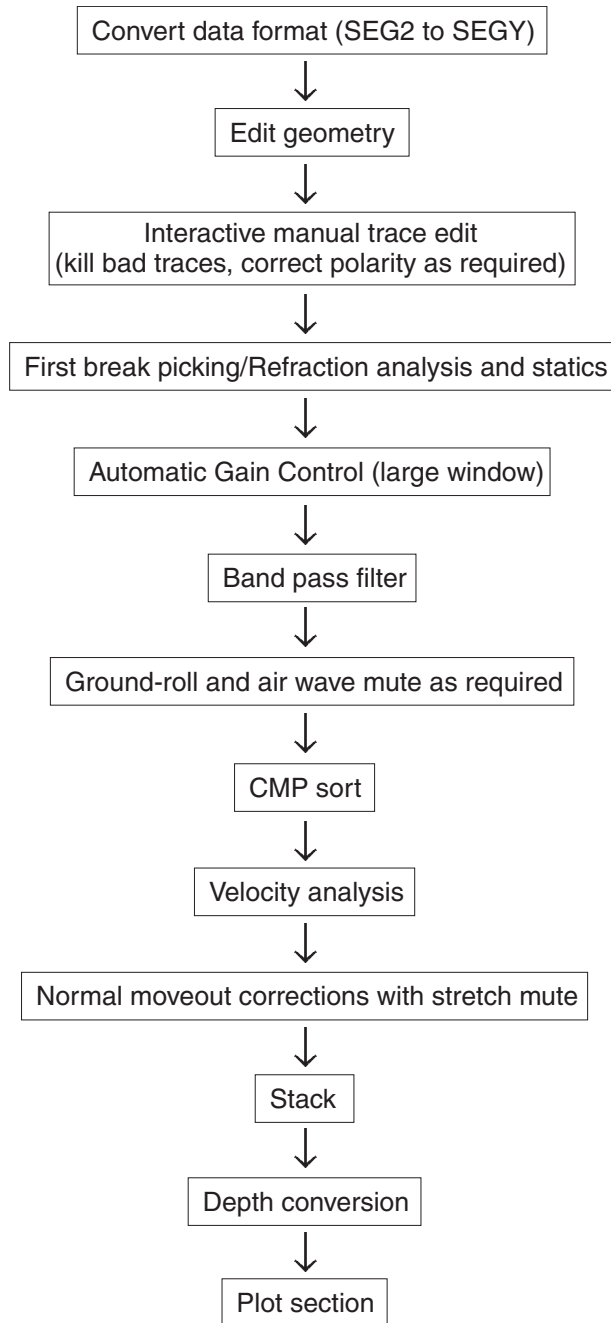 Convert data format (SEG2 to SEGY)
Edit geometry
Interactive manual trace edit
(kill bad traces, correct polarity as required)
First break picking/Refraction analysis and statics
Automatic Gain Control (large window)
Band pass filter
Ground-roll and air wave mute as required
CMP sort
Velocity analysis
Normal moveout corrections with stretch mute
Stack
Depth conversion
Plot section